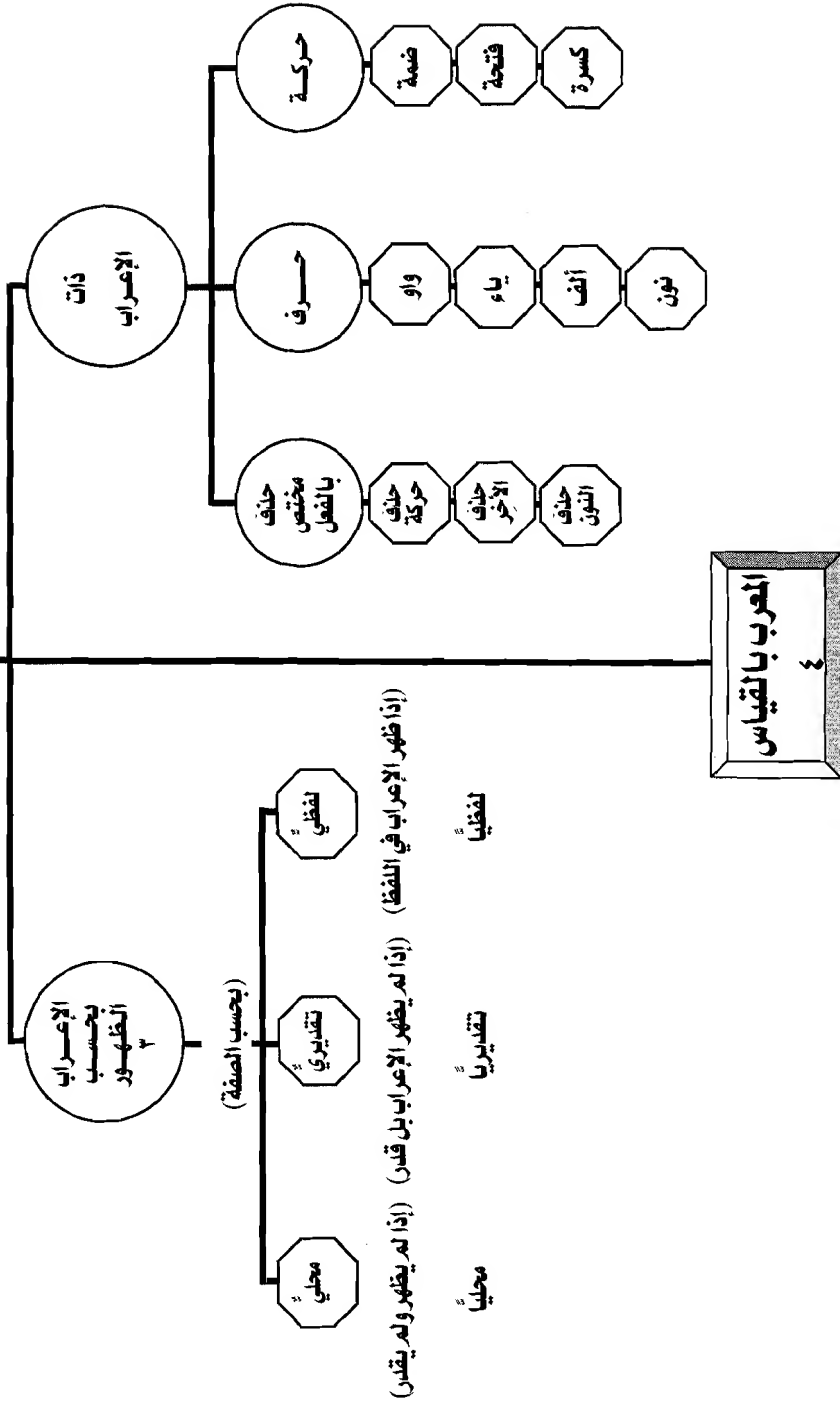 ذات
الإعراب
حركة
ضمة
فتحة
كسرة
حرف
واو
ياء
ألف
نون
حذف
مختص
بالفعل
حذف
حركة
حذف
الآخر
حذف
النون
الإعراب
بحسب
الظهور
٣
(بحسب الصفة)
لفظيّ
(إذا ظهر الإعراب في اللفظ)
لفظياً
تقديريّ
(إذا لم يظهر الإعراب بل قدر)
تقديرياً
محليّ
(إذا لم يظهر ولم يقدر)
محلياً
المعرب بالقياس
٤